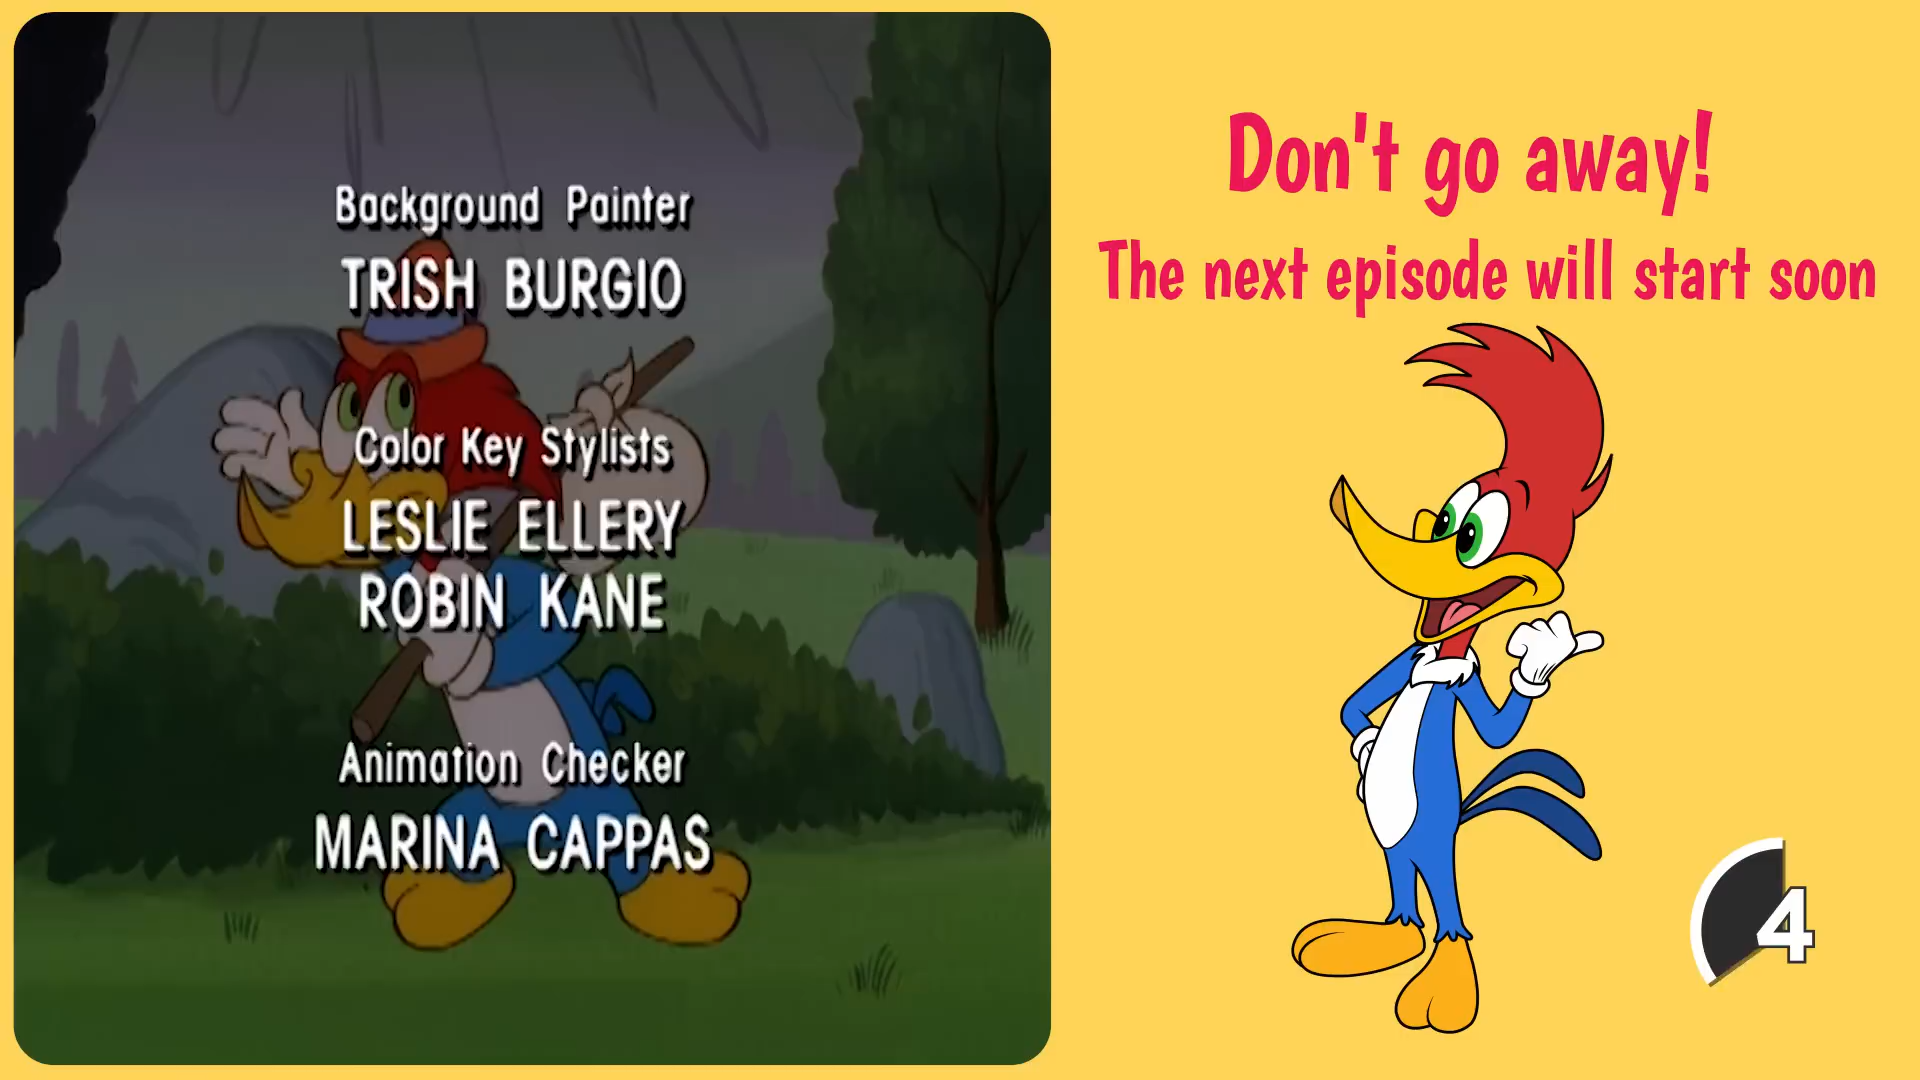 Background Painter
TRISH BURGIO
Color Key Stylists
LESLIE ELLERY
ROBIN KANE
Animation Checker
MARINA CAPPAS
Don't go away!
The next episode will start soon
4